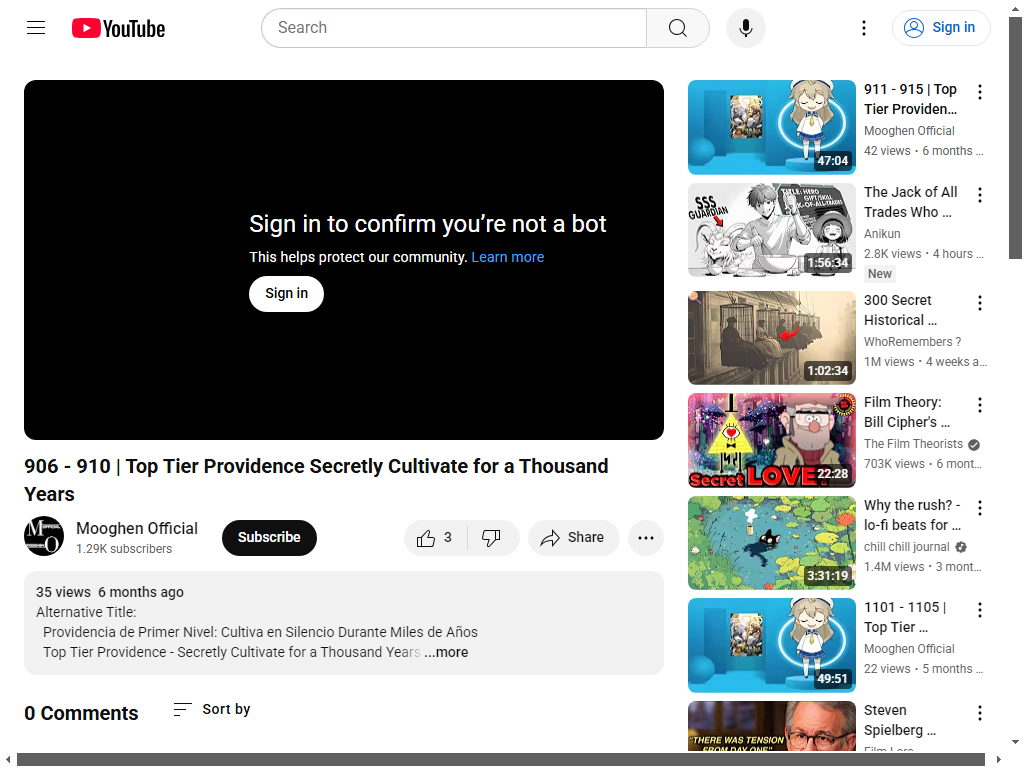 YouTube
Search
Sign in
Sign in to confirm you’re not a bot
This helps protect our community. Learn more
Sign in
906 - 910 | Top Tier Providence Secretly Cultivate for a Thousand
Years
Mooghen Official
1.29K subscribers
Subscribe
3
Share
35 views 6 months ago
Alternative Title:
Providencia de Primer Nivel: Cultiva en Silencio Durante Miles de Años
Top Tier Providence - Secretly Cultivate for a Thousand Years ...more
0 Comments
Sort by
47:04
911 - 915 | Top
Tier Providen...
Mooghen Official
42 views • 6 months ...
SSS
GUARDIAN
TITLE: HERO
GIFT/SKILL
1:56:34
The Jack of All
Trades Who ...
Anikun
2.8K views • 4 hours ...
New
1:02:34
300 Secret
Historical ...
WhoRemembers ?
1M views • 4 weeks a...
Secret LOVE
22:28
Film Theory:
Bill Cipher's ...
The Film Theorists
703K views • 6 mont...
3:31:19
Why the rush? -
lo-fi beats for ...
chill chill journal
1.4M views • 3 mont...
49:51
1101 - 1105 |
Top Tier ...
Mooghen Official
22 views • 5 months ...
"THERE WAS TENSION
FROM DAY ONE"
Steven
Spielberg ...
Film Lore